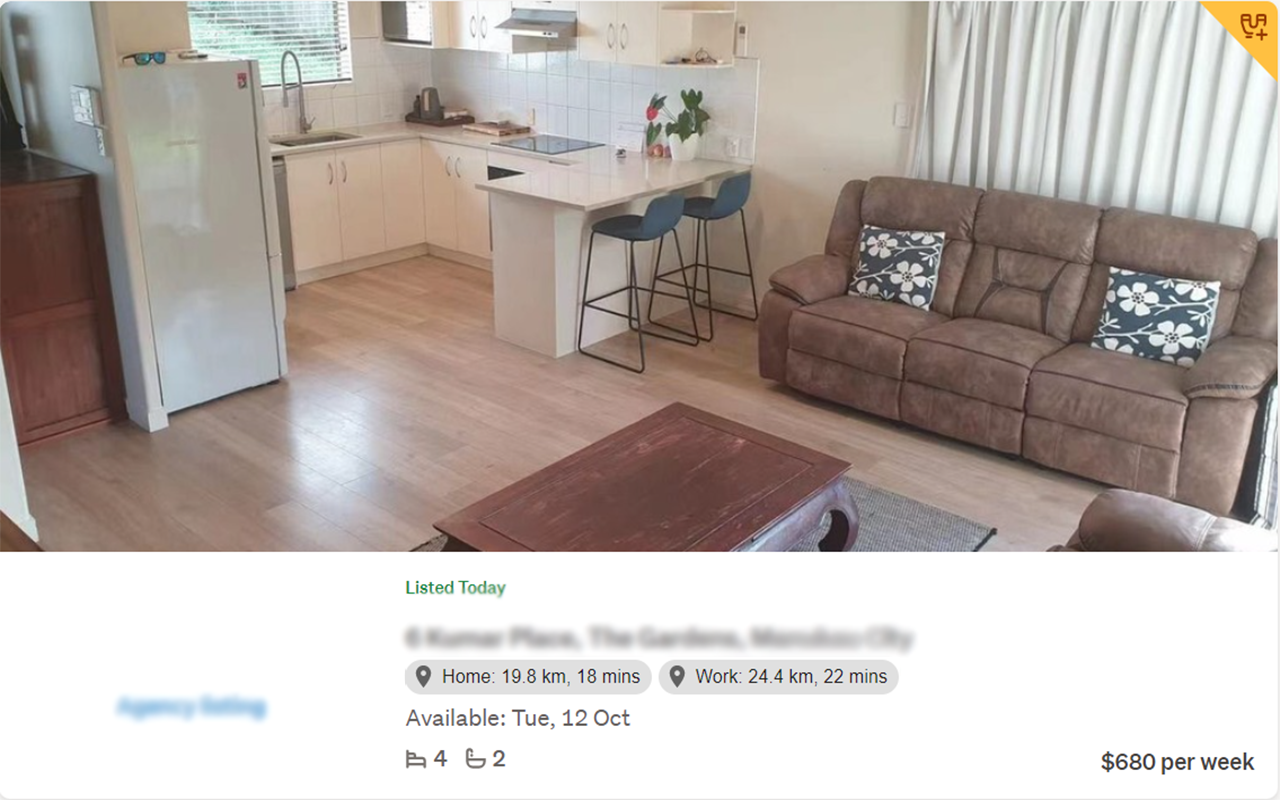 Listed Today
Home: 19.8 km, 18 mins Work: 24.4 km, 22 mins
Available: Tue, 12 Oct
4 2
$680 per week